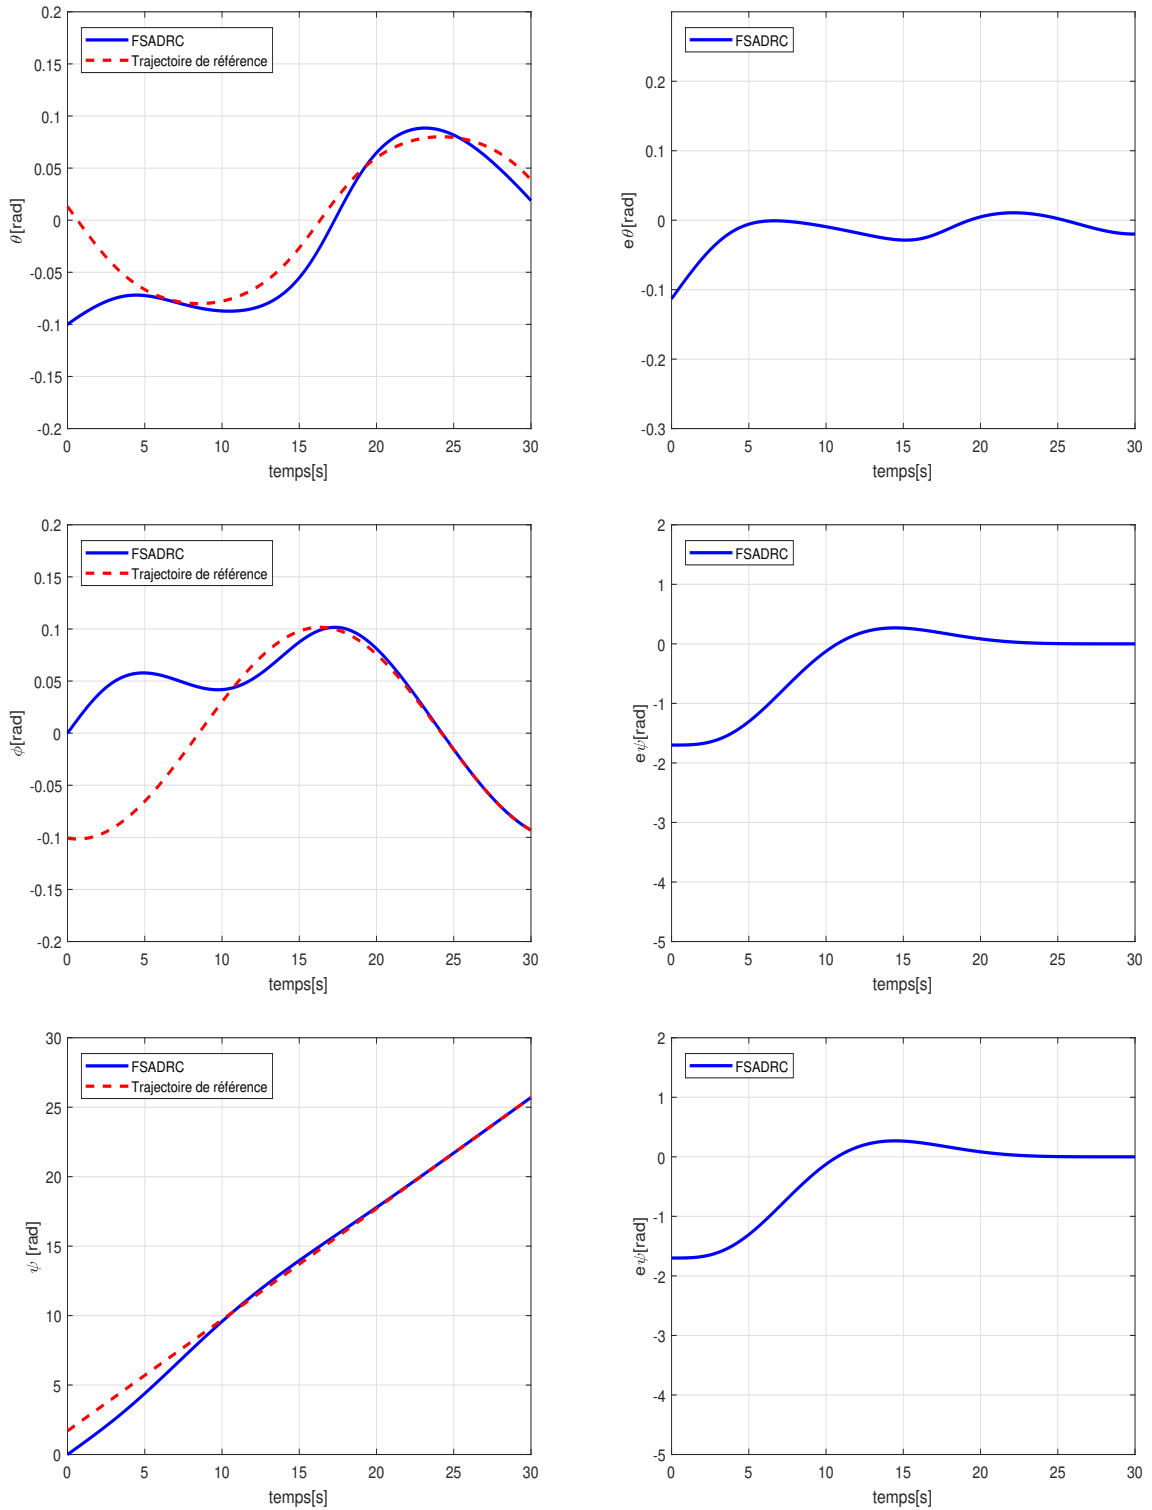 FSADRC
Trajectoire de référence
0.2
0.15
0.1
0.05
0
-0.05
-0.1
-0.15
-0.2
θ[rad]
0 5 10 15 20 25 30
temps[s]
FSADRC
0.2
0.1
0
-0.1
-0.2
-0.3
eθ[rad]
0 5 10 15 20 25 30
temps[s]
FSADRC
Trajectoire de référence
0.2
0.15
0.1
0.05
0
-0.05
-0.1
-0.15
-0.2
ϕ[rad]
0 5 10 15 20 25 30
temps[s]
FSADRC
2
1
0
-1
-2
-3
-4
-5
eψ[rad]
0 5 10 15 20 25 30
temps[s]
FSADRC
Trajectoire de référence
30
25
20
15
10
5
0
ψ [rad]
0 5 10 15 20 25 30
temps[s]
FSADRC
2
1
0
-1
-2
-3
-4
-5
eψ[rad]
0 5 10 15 20 25 30
temps[s]